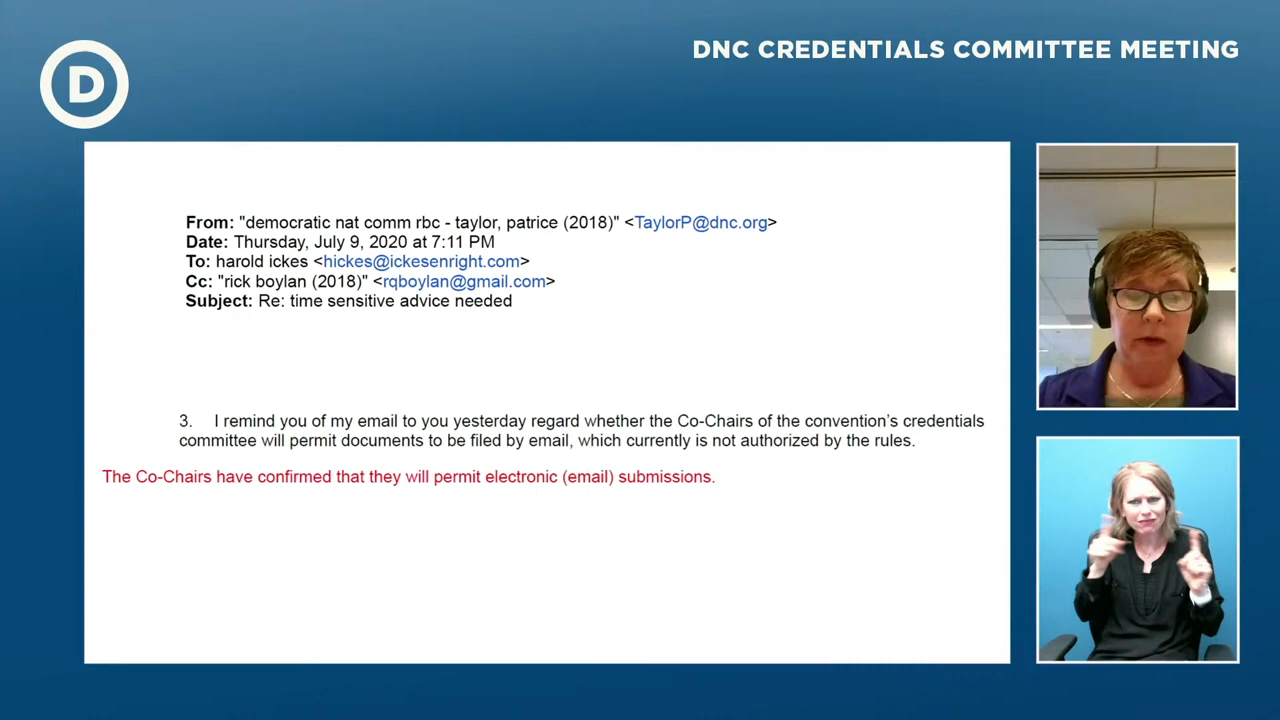 DNC CREDENTIALS COMMITTEE MEETING
D
From: "democratic nat comm rbc - taylor, patrice (2018)" <TaylorP@dnc.org>
Date: Thursday, July 9, 2020 at 7:11 PM
To: harold ickes <hickes@ickesenright.com>
Cc: "rick boylan (2018)" <rqboylan@gmail.com>
Subject: Re: time sensitive advice needed
3. I remind you of my email to you yesterday regard whether the Co-Chairs of the convention's credentials
committee will permit documents to be filed by email, which currently is not authorized by the rules.
The Co-Chairs have confirmed that they will permit electronic (email) submissions.